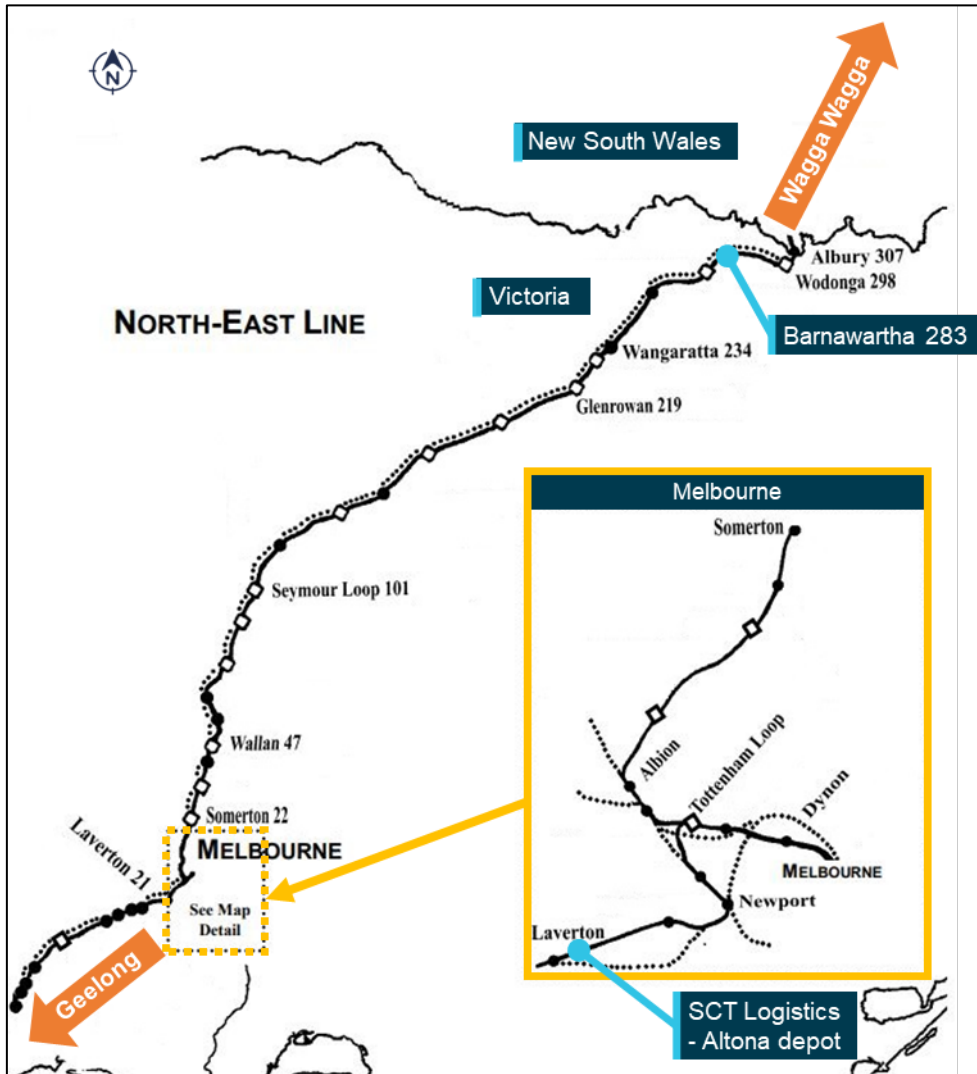 N
Wagga Wagga
New South Wales
Albury 307
Wodonga 298
Victoria
NORTH-EAST LINE
Barnawartha 283
Wangaratta 234
Glenrowan 219
Melbourne
Somerton
Seymour Loop 101
Wallan 47
Albion
Tottenham Loop
Dynon
Somerton 22
MELBOURNE
Laverton 21
See Map
Detail
MELBOURNE
Newport
Laverton
Geelong
SCT Logistics
- Altona depot